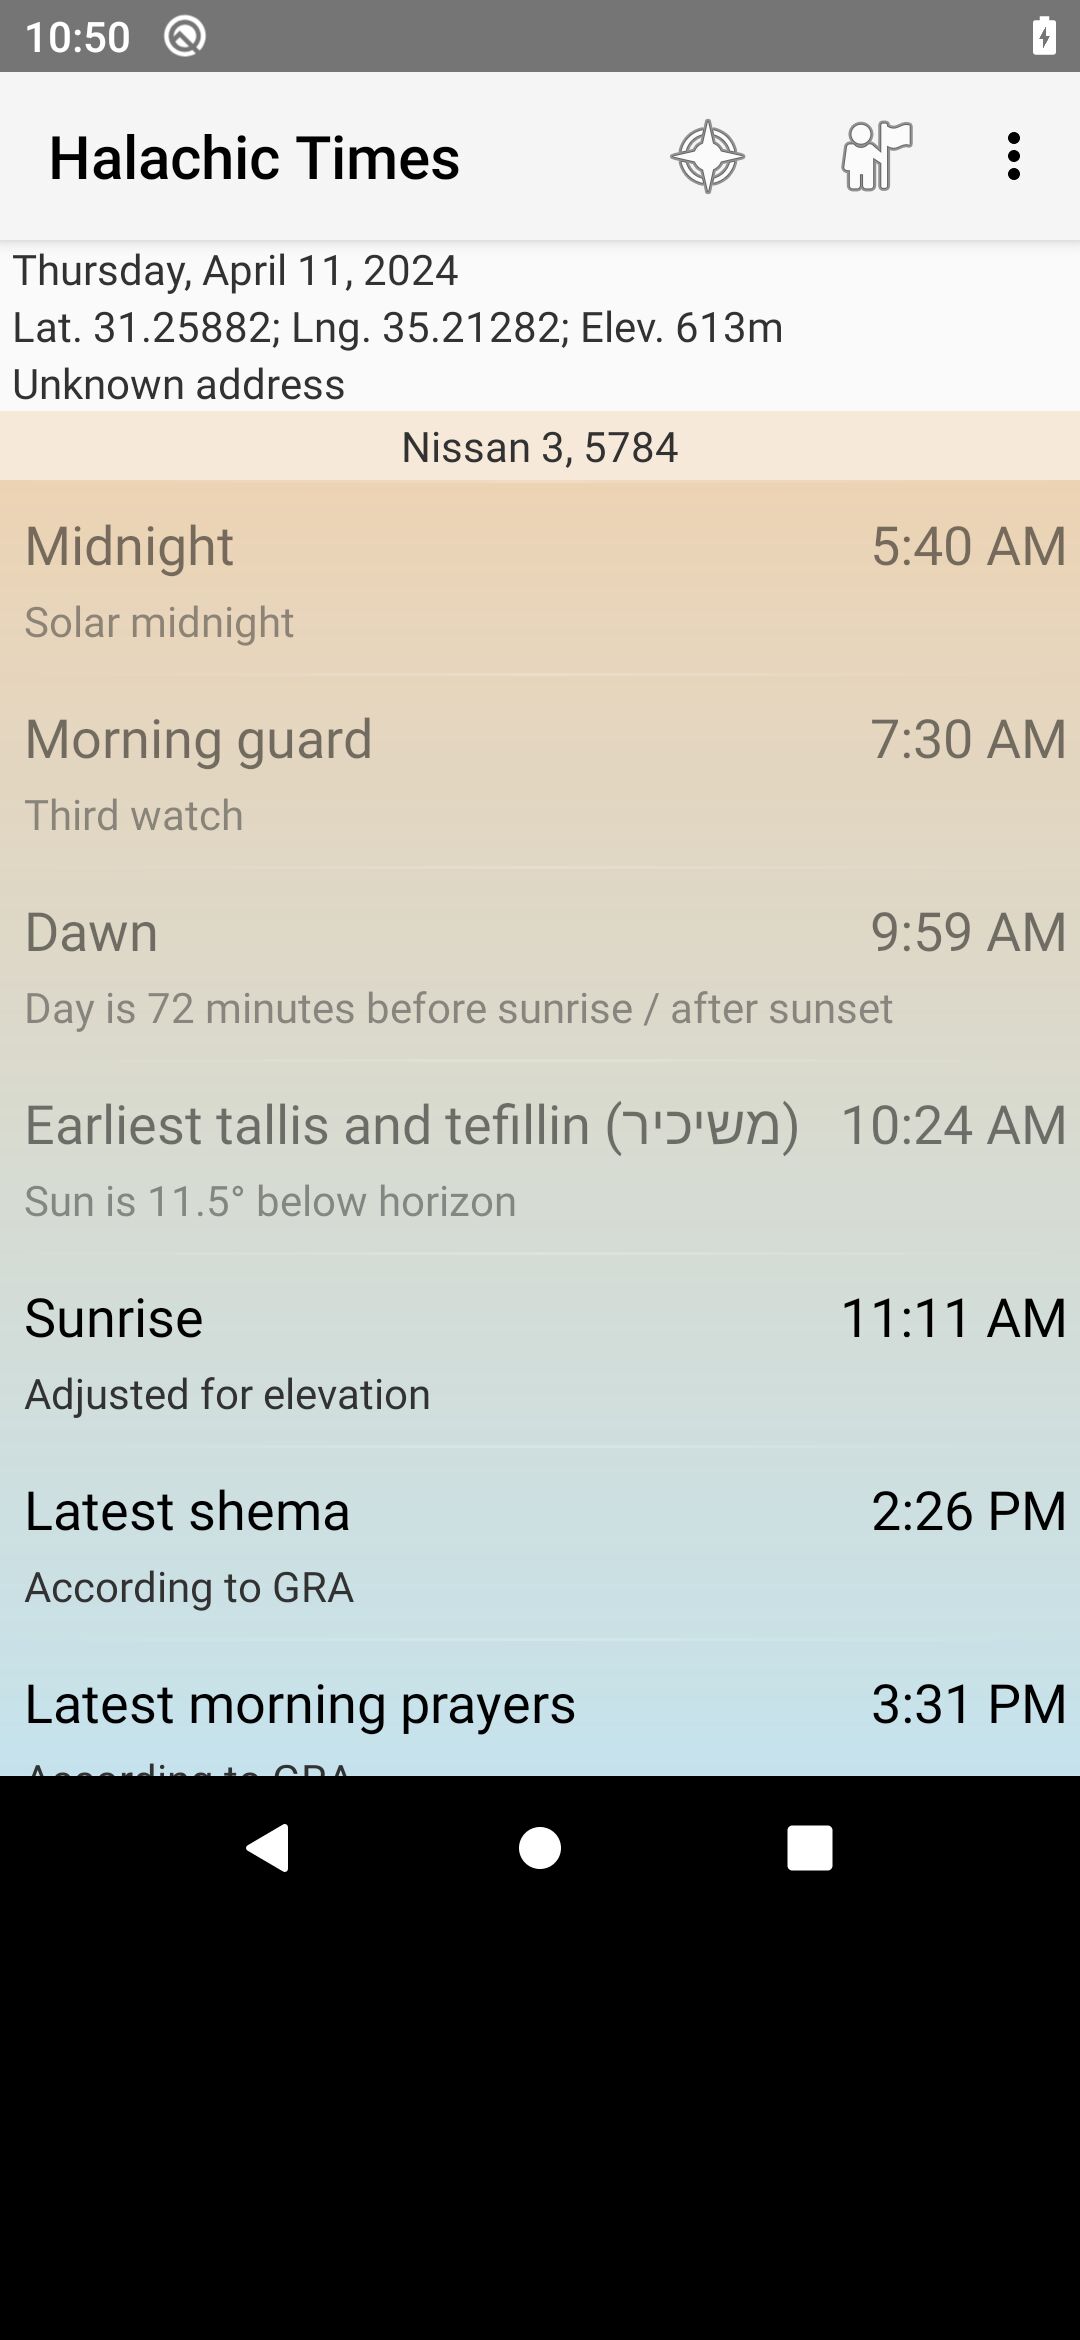 10:50
Halachic Times
Thursday, April 11, 2024
Lat. 31.25882; Lng. 35.21282; Elev. 613m
Unknown address
Nissan 3, 5784
Midnight 5:40 AM
Solar midnight
Morning guard 7:30 AM
Third watch
Dawn 9:59 AM
Day is 72 minutes before sunrise / after sunset
Earliest tallis and tefillin (משיכיר) 10:24 AM
Sun is 11.5° below horizon
Sunrise 11:11 AM
Adjusted for elevation
Latest shema 2:26 PM
According to GRA
Latest morning prayers 3:31 PM
According to GRA